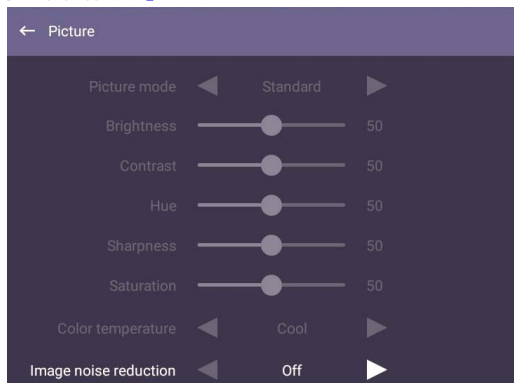 ← Picture
Picture mode ◀ Standard ▶
Brightness 50
Contrast 50
Hue 50
Sharpness 50
Saturation 50
Color temperature ◀ Cool ▶
Image noise reduction ◀ Off ▶